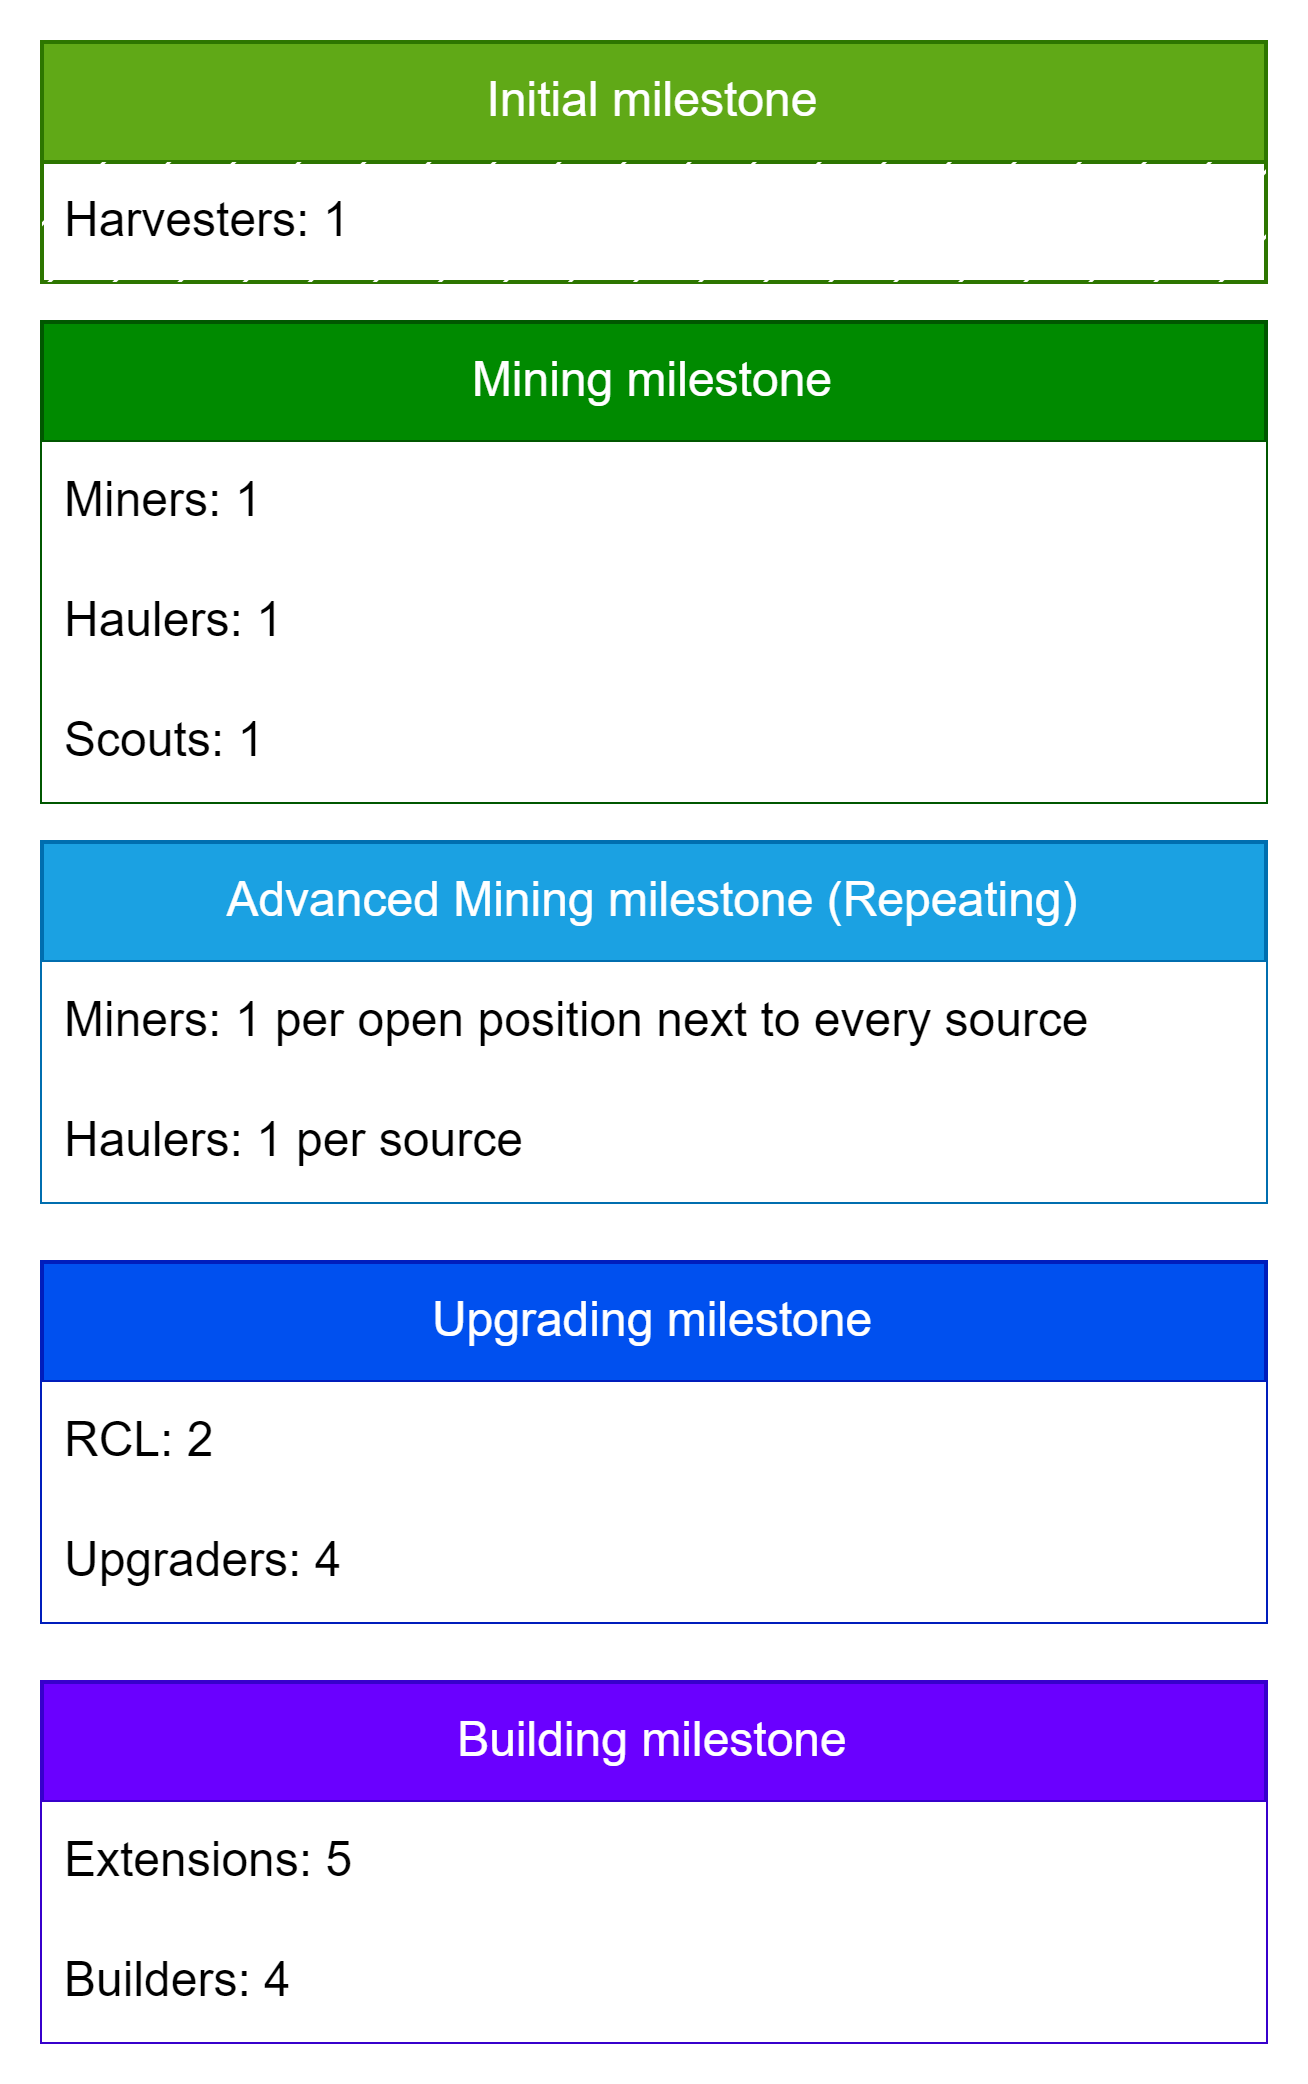 Initial milestone
Harvesters: 1
Mining milestone
Miners: 1
Haulers: 1
Scouts: 1
Advanced Mining milestone (Repeating)
Miners: 1 per open position next to every source
Haulers: 1 per source
Upgrading milestone
RCL: 2
Upgraders: 4
Building milestone
Extensions: 5
Builders: 4